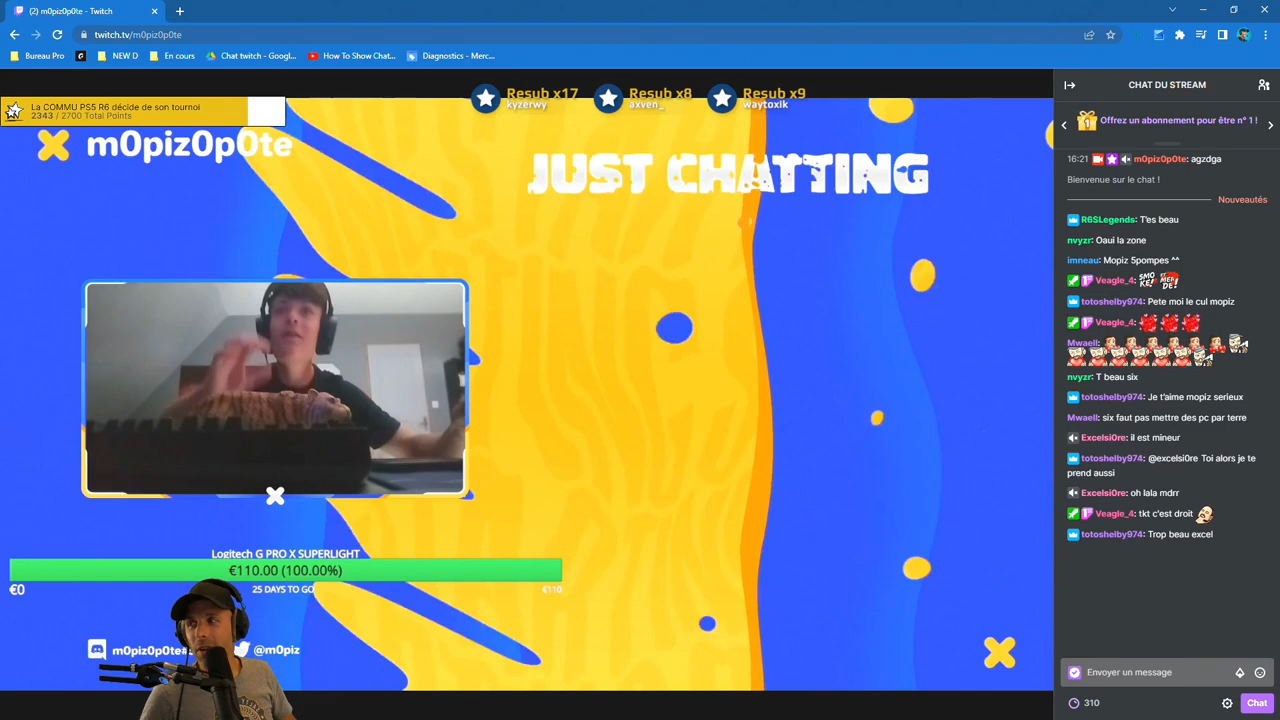 (2) m0piz0p0te - Twitch
twitch.tv/m0piz0p0te
Bureau Pro
NEW D
En cours
Chat twitch - Googl...
How To Show Chat...
Diagnostics - Merc...
La COMMU PS5 R6 décide de son tournoi
2343 / 2700 Total Points
Resub x17
kyzerwy
Resub x8
axven_
Resub x9
waytoxik
m0piz0p0te
JUST CHATTING
Logitech G PRO X SUPERLIGHT
€110.00 (100.00%)
€0
25 DAYS TO GO
€110
m0piz0p0te#
@m0piz
CHAT DU STREAM
Offrez un abonnement pour être n° 1 !
16:21 m0piz0p0te: agzdga
Bienvenue sur le chat !
Nouveautés
R6SLegends: T'es beau
nvyzr: Oaui la zone
imneau: Mopiz 5pompes ^^
Veagle_4:
totoshelby974: Pete moi le cul mopiz
Veagle_4:
Mwaell:
nvyzr: T beau six
totoshelby974: Je t'aime mopiz serieux
Mwaell: six faut pas mettre des pc par terre
Excelsi0re: il est mineur
totoshelby974: @excelsi0re Toi alors je te
prend aussi
Excelsi0re: oh lala mdrr
Veagle_4: tkt c'est droit
totoshelby974: Trop beau excel
Envoyer un message
310
Chat